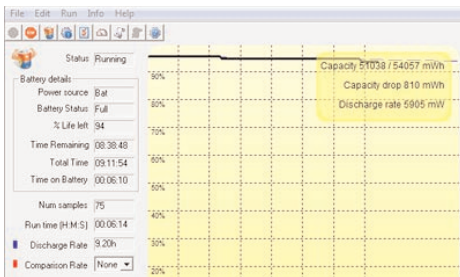 File Edit Run Info Help
Status Running
Battery details
Power source Bat
Battery Status Full
% Life left 94
Time Remaining 08:38:48
Total Time 09:11:54
Time on Battery 00:06:10
Num samples 75
Run time (H:M:S) 00:06:14
Discharge Rate 9.20h
Comparison Rate None
90%
80%
70%
60%
50%
40%
30%
20%
Capacity 51038 / 54057 mWh
Capacity drop 810 mWh
Discharge rate 5905 mW